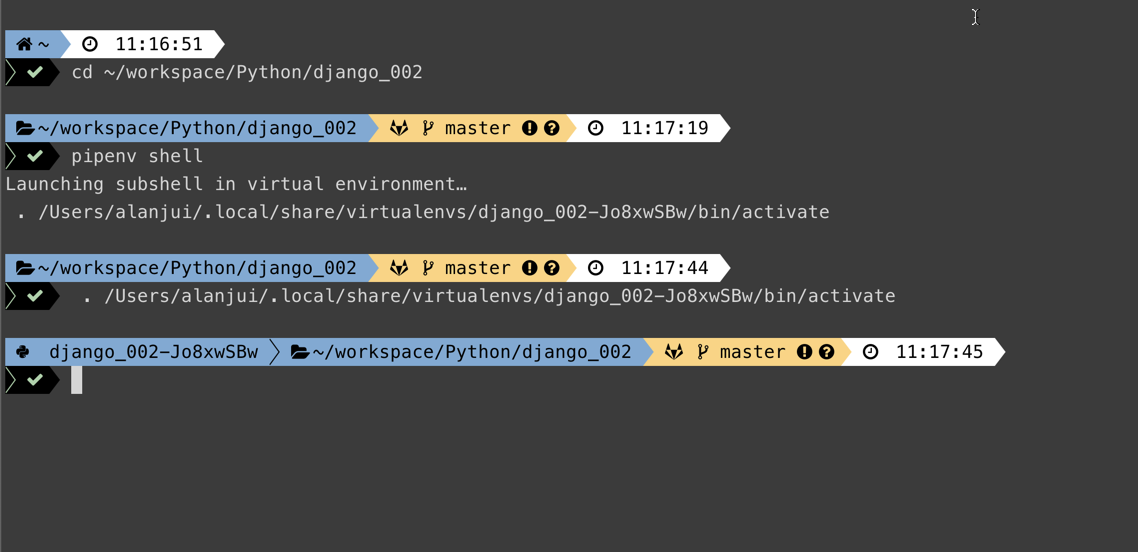 ~ 11:16:51
cd ~/workspace/Python/django_002
~/workspace/Python/django_002 master 11:17:19
pipenv shell
Launching subshell in virtual environment…
. /Users/alanjui/.local/share/virtualenvs/django_002-Jo8xwSBw/bin/activate
~/workspace/Python/django_002 master 11:17:44
. /Users/alanjui/.local/share/virtualenvs/django_002-Jo8xwSBw/bin/activate
django_002-Jo8xwSBw ~/workspace/Python/django_002 master 11:17:45